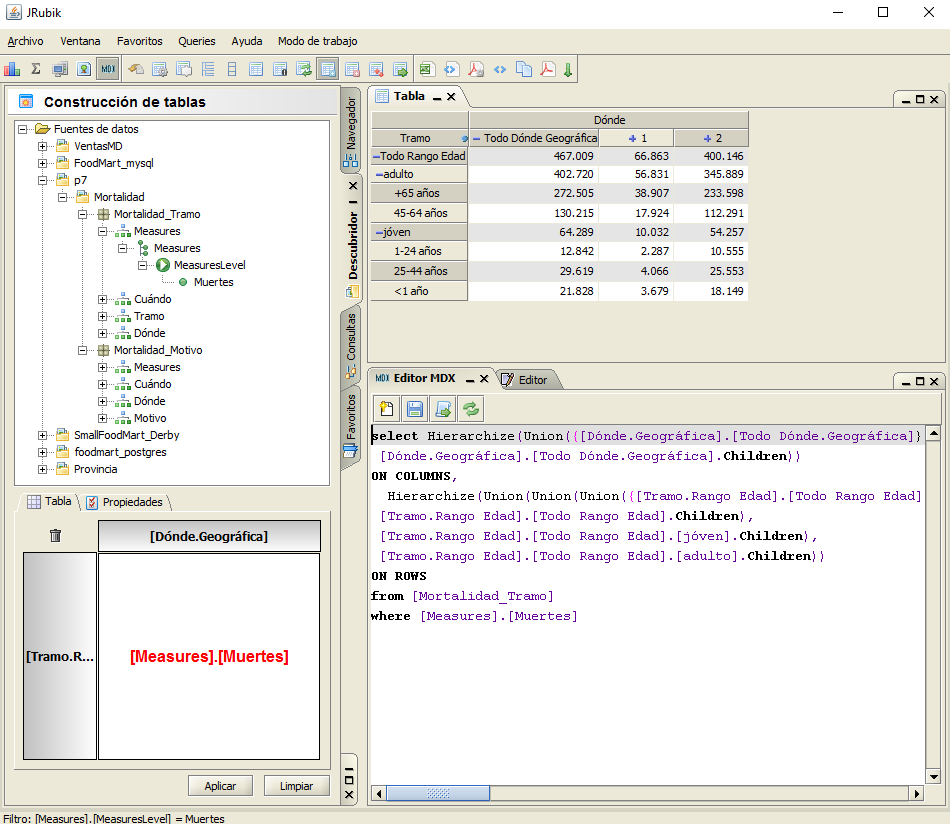 JRubik
Archivo Ventana Favoritos Queries Ayuda Modo de trabajo
MDX
Construcción de tablas
Fuentes de datos
VentasMD
FoodMart_mysql
p7
Mortalidad
Mortalidad_Tramo
Measures
Measures
MeasuresLevel
Muertes
Cuándo
Tramo
Dónde
Mortalidad_Motivo
Measures
Cuándo
Dónde
Motivo
SmallFoodMart_Derby
foodmart_postgres
Provincia
Tabla Propiedades
[Dónde.Geográfica]
[Tramo.R...
[Measures].[Muertes]
Aplicar Limpiar
Navegador
Descubridor
Consultas
Favoritos
Tabla
Dónde
Tramo Todo Dónde Geográfica 1 2
Todo Rango Edad 467.009 66.863 400.146
adulto 402.720 56.831 345.889
+65 años 272.505 38.907 233.598
45-64 años 130.215 17.924 112.291
jóven 64.289 10.032 54.257
1-24 años 12.842 2.287 10.555
25-44 años 29.619 4.066 25.553
<1 año 21.828 3.679 18.149
MDX Editor MDX Editor
select Hierarchize(Union({[Dónde.Geográfica].[Todo Dónde.Geográfica]}
[Dónde.Geográfica].[Todo Dónde.Geográfica].Children))
ON COLUMNS,
Hierarchize(Union(Union(Union({[Tramo.Rango Edad].[Todo Rango Edad]
[Tramo.Rango Edad].[Todo Rango Edad].Children),
[Tramo.Rango Edad].[Todo Rango Edad].[jóven].Children),
[Tramo.Rango Edad].[Todo Rango Edad].[adulto].Children))
ON ROWS
from [Mortalidad_Tramo]
where [Measures].[Muertes]
Filtro: [Measures].[MeasuresLevel] = Muertes